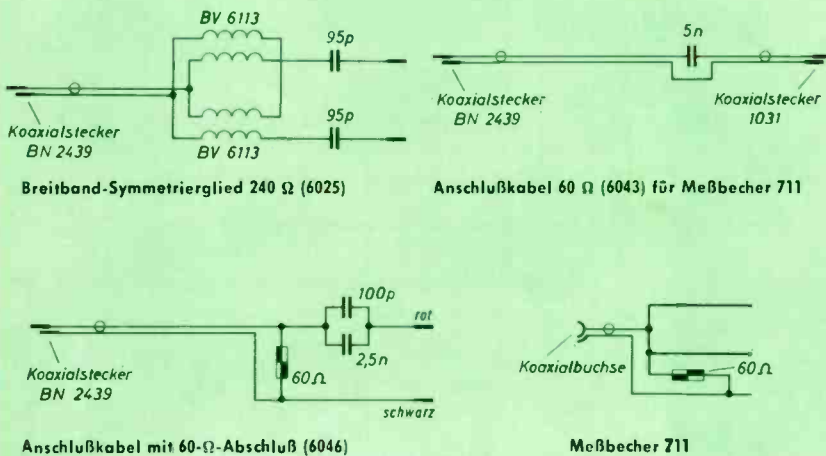 BV 6113
95p
Koaxialstecker
BN 2439
95p
BV 6113
Breitband-Symmetrierglied 240 Ω (6025)
5n
Koaxialstecker
BN 2439
Koaxialstecker
1031
Anschlußkabel 60 Ω (6043) für Meßbecher 711
100p
rot
2,5n
Koaxialstecker
BN 2439
60Ω
schwarz
Anschlußkabel mit 60-Ω-Abschluß (6046)
Koaxialbuchse
60Ω
Meßbecher 711